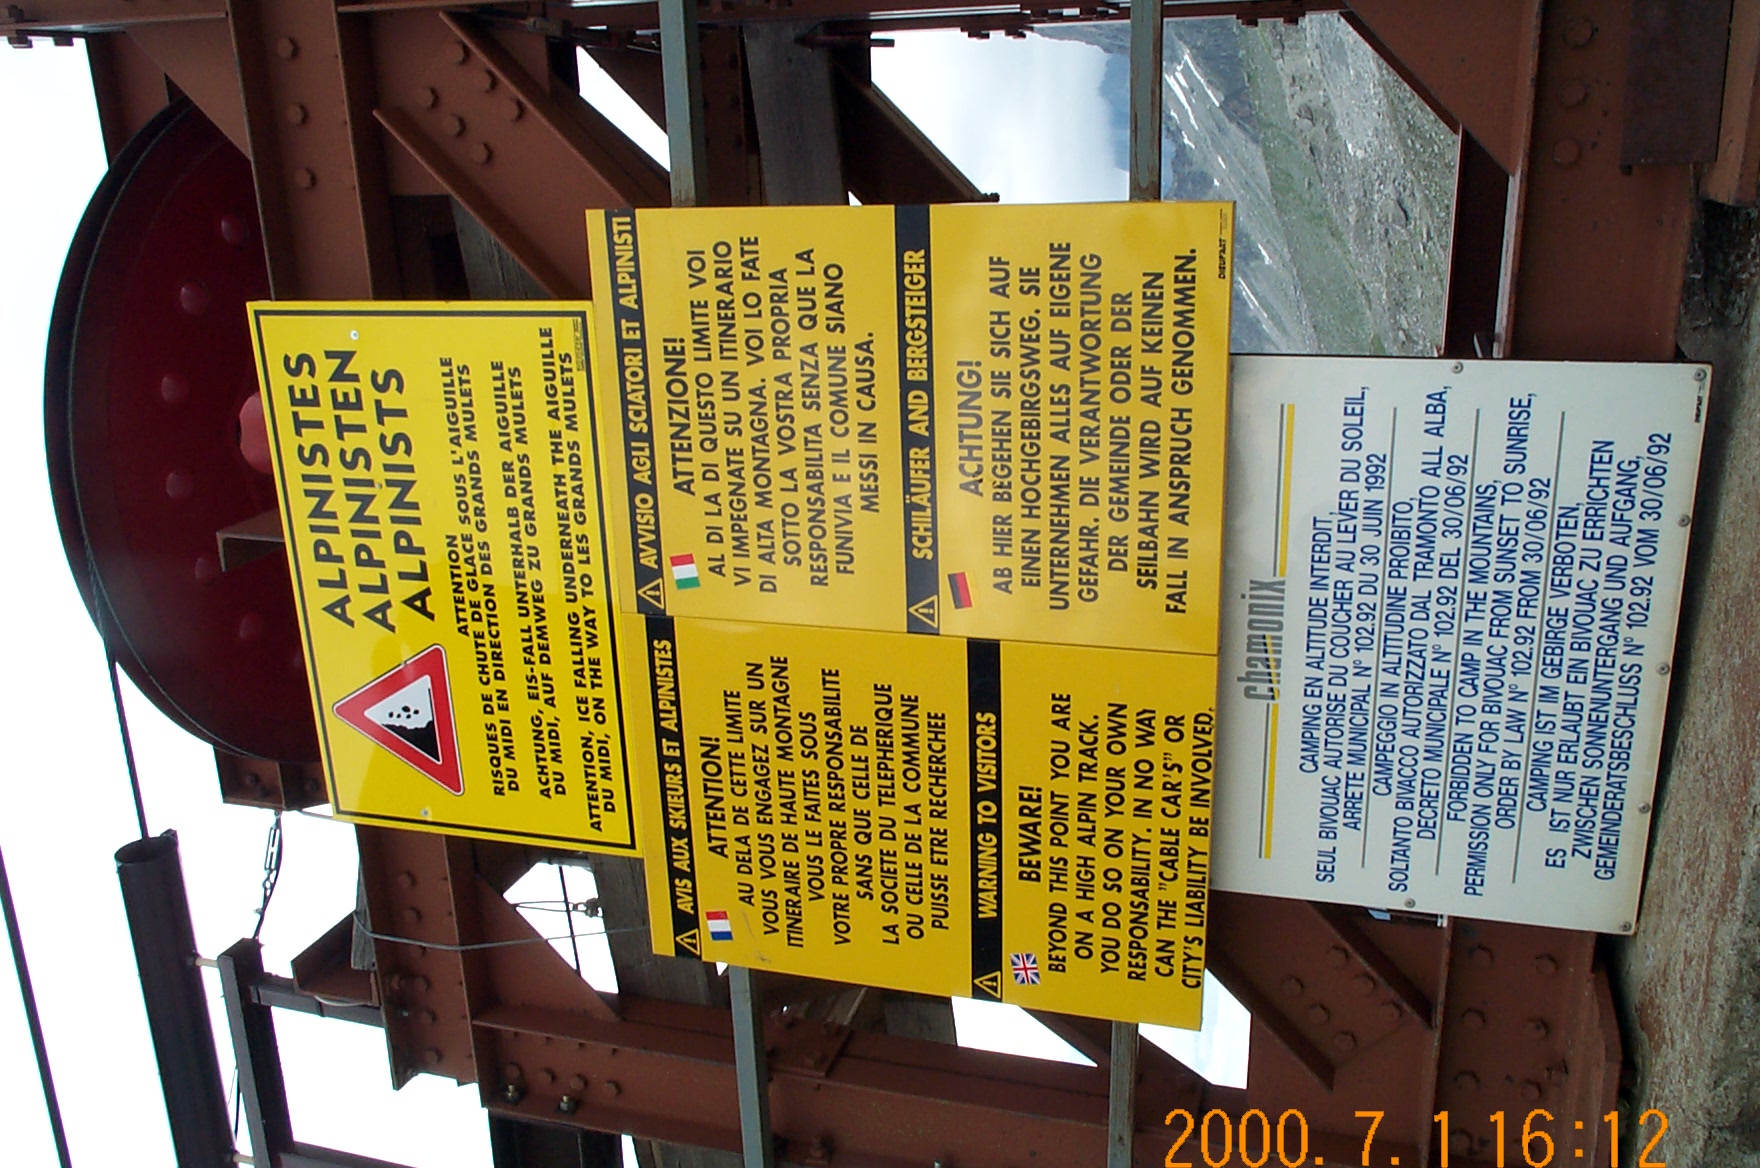 ALPINISTES
ALPINISTEN
ALPINISTS
ATTENTION
RISQUES DE CHUTE DE GLACE SOUS L'AIGUILLE
DU MIDI EN DIRECTION DES GRANDS MULETS
ACHTUNG, EIS-FALL UNTERHALB DER AIGUILLE
DU MIDI, AUF DEMWEG ZU GRANDS MULETS
ATTENTION, ICE FALLING UNDERNEATH THE AIGUILLE
DU MIDI, ON THE WAY TO LES GRANDS MULETS
AVIS AUX SKIEURS ET ALPINISTES
ATTENTION!
AU DELA DE CETTE LIMITE
VOUS VOUS ENGAGEZ SUR UN
ITINERAIRE DE HAUTE MONTAGNE
VOUS LE FAITES SOUS
VOTRE PROPRE RESPONSABILITE
SANS QUE CELLE DE
LA SOCIETE DU TELEPHERIQUE
OU CELLE DE LA COMMUNE
PUISSE ETRE RECHERCHEE
WARNING TO VISITORS
BEWARE!
BEYOND THIS POINT YOU ARE
ON A HIGH ALPIN TRACK.
YOU DO SO ON YOUR OWN
RESPONSABILITY. IN NO WAY
CAN THE "CABLE CAR'S" OR
CITY'S LIABILITY BE INVOLVED.
AVVISIO AGLI SCIATORI ET ALPINISTI
ATTENZIONE!
AL DI LA DI QUESTO LIMITE VOI
VI IMPEGNATE SU UN ITINERARIO
DI ALTA MONTAGNA. VOI LO FATE
SOTTO LA VOSTRA PROPRIA
RESPONSABILITA SENZA QUE LA
FUNIVIA E IL COMUNE SIANO
MESSI IN CAUSA.
SCHLÄUFER AND BERGSTEIGER
ACHTUNG!
AB HIER BEGEHEN SIE SICH AUF
EINEN HOCHGEBIRGSWEG. SIE
UNTERNEHMEN ALLES AUF EIGENE
GEFAHR. DIE VERANTWORTUNG
DER GEMEINDE ODER DER
SEILBAHN WIRD AUF KEINEN
FALL IN ANSPRUCH GENOMMEN.
chamonix
CAMPING EN ALTITUDE INTERDIT,
SEUL BIVOUAC AUTORISE DU COUCHER AU LEVER DU SOLEIL,
ARRETE MUNICIPAL N° 102.92 DU 30 JUIN 1992
CAMPEGGIO IN ALTITUDINE PROIBITO,
SOLTANTO BIVACCO AUTORIZZATO DAL TRAMONTO ALL ALBA,
DECRETO MUNICIPALE N° 102.92 DEL 30/06/92
FORBIDDEN TO CAMP IN THE MOUNTAINS,
PERMISSION ONLY FOR BIVOUAC FROM SUNSET TO SUNRISE,
ORDER BY LAW N° 102.92 FROM 30/06/92
CAMPING IST IM GEBIRGE VERBOTEN,
ES IST NUR ERLAUBT EIN BIVOUAC ZU ERRICHTEN
ZWISCHEN SONNENUNTERGANG UND AUFGANG,
GEMEINDERATSBESCHLUSS N° 102.92 VOM 30/06/92
2000. 7. 1 16:12